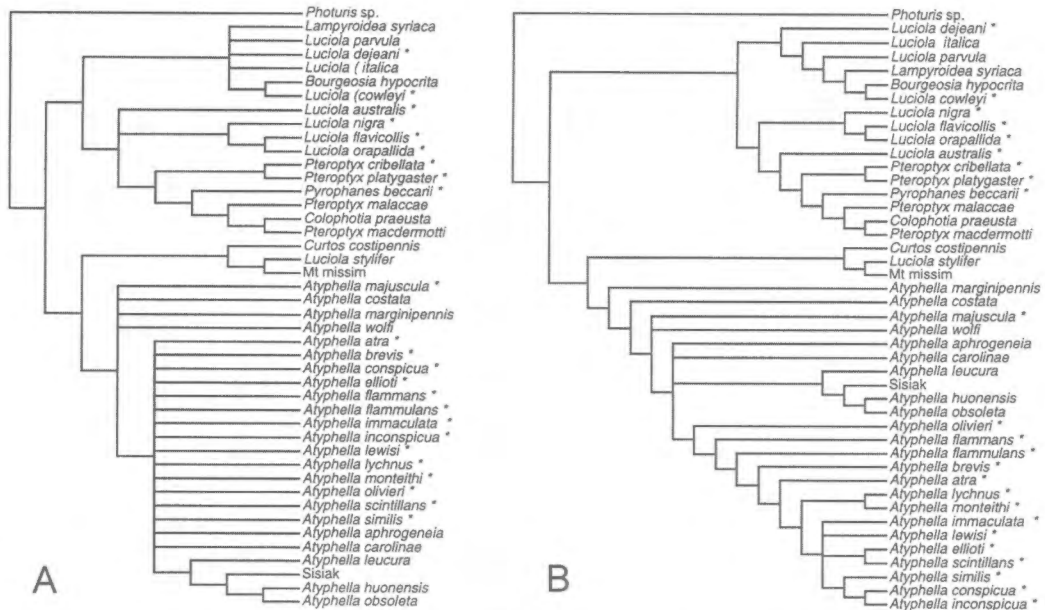 Photuris sp.
Lampyroidea syriaca
Luciola parvula
Luciola dejeani *
Luciola ( italica
Bourgeosia hypocrita
Luciola (cowleyi *
Luciola australis *
Luciola nigra *
Luciola flavicollis *
Luciola orapallida *
Pteroptyx cribellata *
Pteroptyx platygaster *
Pyrophanes beccarii *
Pteroptyx malaccae
Colophotia praeusta
Pteroptyx macdermotti
Curtos costipennis
Luciola stylifer
Mt missim
Atyphella majuscula *
Atyphella costata
Atyphella marginipennis
Atyphella wolfi
Atyphella atra *
Atyphella brevis *
Atyphella conspicua *
Atyphella ellioti *
Atyphella flammans *
Atyphella flammulans *
Atyphella immaculata *
Atyphella inconspicua *
Atyphella lewisi *
Atyphella lychnus *
Atyphella monteithi *
Atyphella olivieri *
Atyphella scintillans *
Atyphella similis *
Atyphella aphrogeneia
Atyphella carolinae
Atyphella leucura
Sisiak
Atyphella huonensis
Atyphella obsoleta
A
Photuris sp.
Luciola dejeani *
Luciola italica
Luciola parvula
Lampyroidea syriaca
Bourgeosia hypocrita
Luciola cowleyi *
Luciola nigra *
Luciola flavicollis *
Luciola orapallida *
Luciola australis *
Pteroptyx cribellata *
Pteroptyx platygaster *
Pyrophanes beccarii *
Pteroptyx malaccae
Colophotia praeusta
Pteroptyx macdermotti
Curtos costipennis
Luciola stylifer
Mt missim
Atyphella marginipennis
Atyphella costata
Atyphella majuscula *
Atyphella wolfi
Atyphella aphrogeneia
Atyphella carolinae
Atyphella leucura
Sisiak
Atyphella huonensis
Atyphella obsoleta
Atyphella olivieri *
Atyphella flammans *
Atyphella flammulans *
Atyphella brevis *
Atyphella atra *
Atyphella lychnus *
Atyphella monteithi *
Atyphella immaculata *
Atyphella lewisi *
Atyphella ellioti *
Atyphella scintillans *
Atyphella similis *
Atyphella conspicua *
Atyphella inconspicua *
B